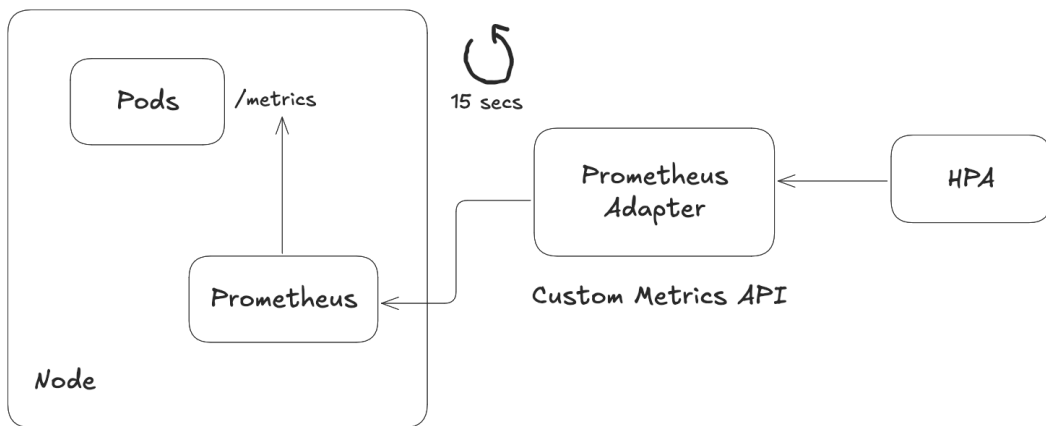 Pods
/metrics
15 secs
Prometheus
Adapter
HPA
Prometheus
Custom Metrics API
Node